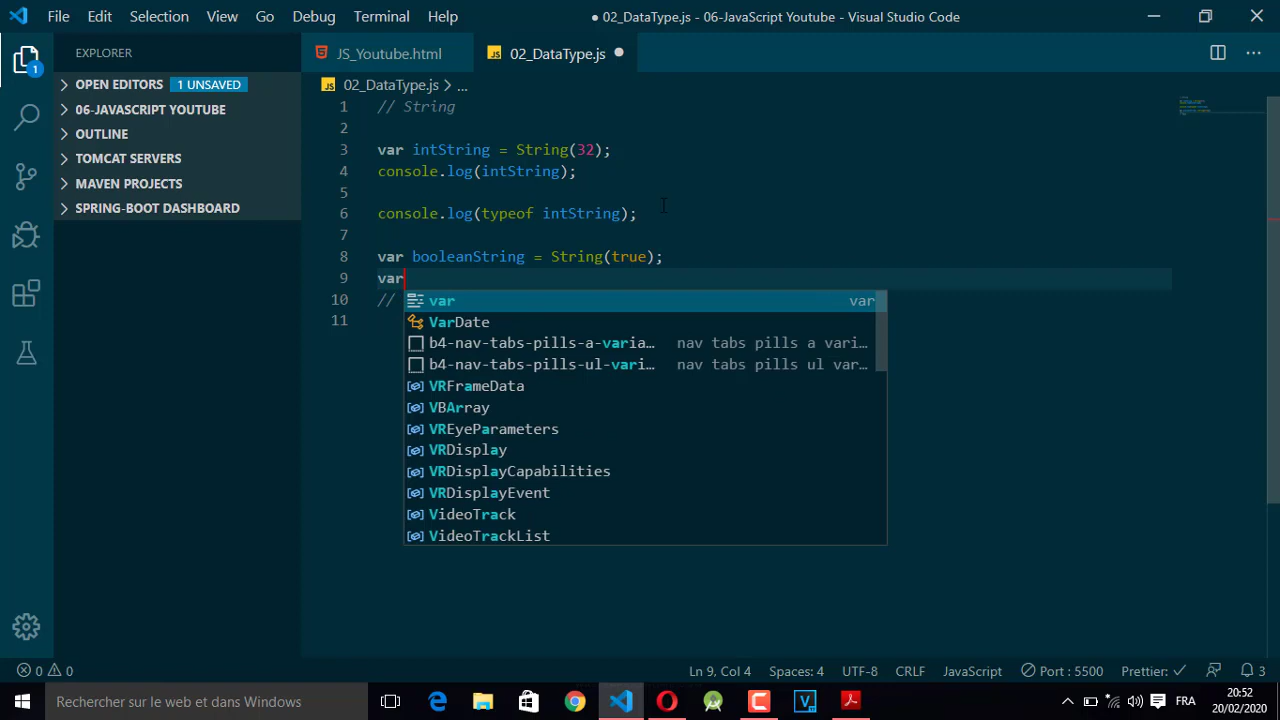 File Edit Selection View Go Debug Terminal Help
● 02_DataType.js - 06-JavaScript Youtube - Visual Studio Code
EXPLORER
OPEN EDITORS 1 UNSAVED
06-JAVASCRIPT YOUTUBE
OUTLINE
TOMCAT SERVERS
MAVEN PROJECTS
SPRING-BOOT DASHBOARD
1
JS_Youtube.html
JS 02_DataType.js ●
JS 02_DataType.js > ...
1 // String
2
3 var intString = String(32);
4 console.log(intString);
5
6 console.log(typeof intString);
7
8 var booleanString = String(true);
9 var
10 //
11
var var
VarDate
b4-nav-tabs-pills-a-varia… nav tabs pills a vari…
b4-nav-tabs-pills-ul-vari… nav tabs pills ul var…
VRFrameData
VBArray
VREyeParameters
VRDisplay
VRDisplayCapabilities
VRDisplayEvent
VideoTrack
VideoTrackList
0 0
Ln 9, Col 4 Spaces: 4 UTF-8 CRLF JavaScript Port : 5500 Prettier: ✓ 3
Rechercher sur le web et dans Windows
FRA
20:52
20/02/2020